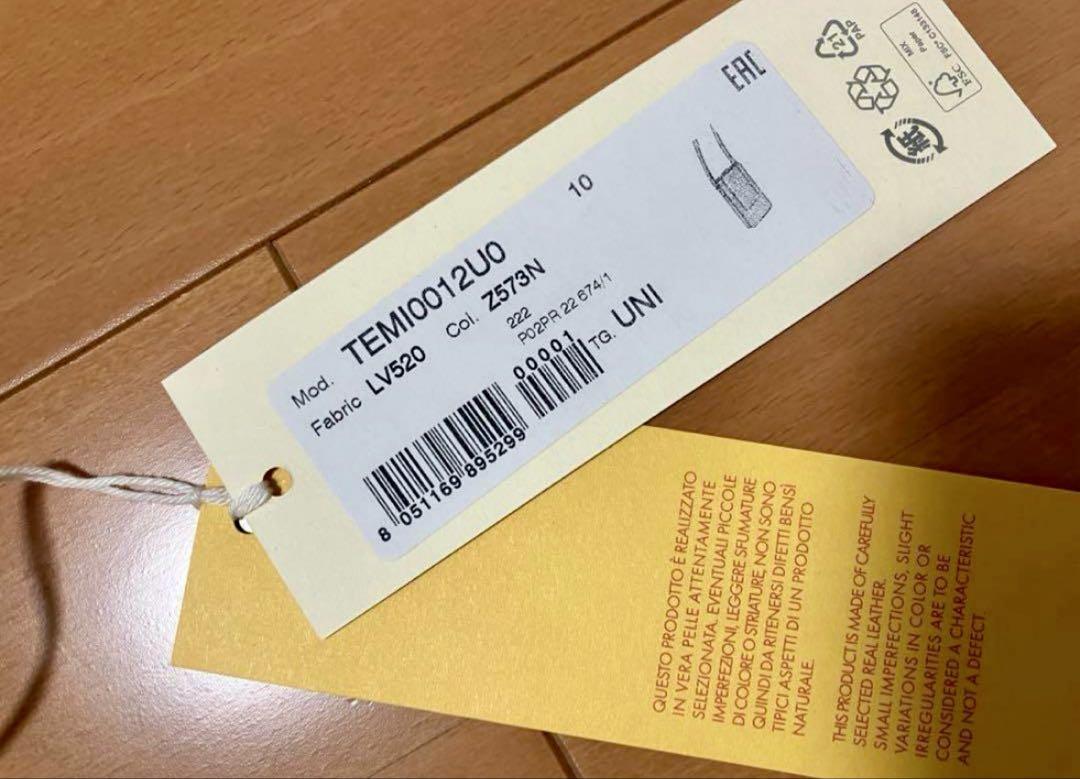 Mod. TEMI0012U0 10
Fabric LV520 Col. Z573N
222
P02PR 22 674/1
00001 TG. UNI
8 051169 895299
EAC
21
PAP
紙
FSC
MIX
Paper
FSC® C133148
QUESTO PRODOTTO È REALIZZATO
IN VERA PELLE ATTENTAMENTE
SELEZIONATA. EVENTUALI PICCOLE
IMPERFEZIONI, LEGGERE SFUMATURE
DI COLORE O STRIATURE, NON SONO
QUINDI DA RITENERSI DIFETTI BENSÌ
TIPICI ASPETTI DI UN PRODOTTO
NATURALE.
THIS PRODUCT IS MADE OF CAREFULLY
SELECTED REAL LEATHER.
SMALL IMPERFECTIONS, SLIGHT
VARIATIONS IN COLOR OR
IRREGULARITIES ARE TO BE
CONSIDERED A CHARACTERISTIC
AND NOT A DEFECT.